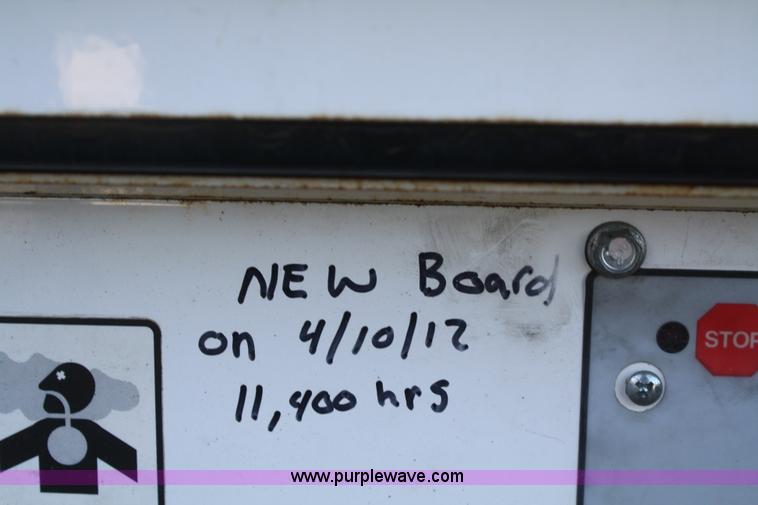 NEW Board
on 4/10/12
11,400 hrs
STOP
www.purplewave.com